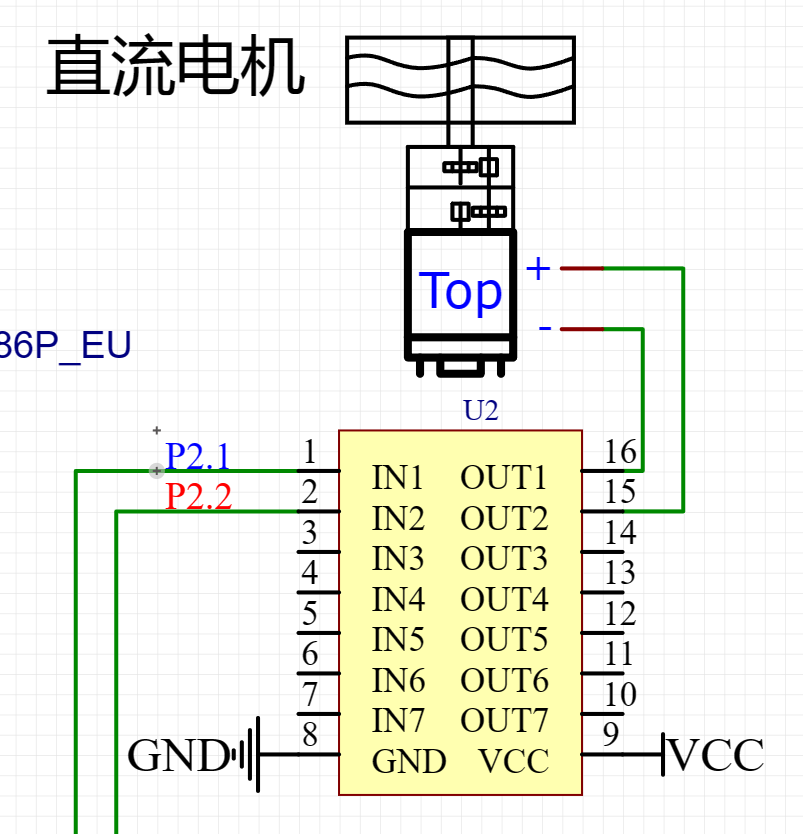 直流电机
Top
+
-
86P_EU
U2
P2.1
P2.2
1 IN1 OUT1 16
2 IN2 OUT2 15
3 IN3 OUT3 14
4 IN4 OUT4 13
5 IN5 OUT5 12
6 IN6 OUT6 11
7 IN7 OUT7 10
GND 8 GND VCC 9 VCC